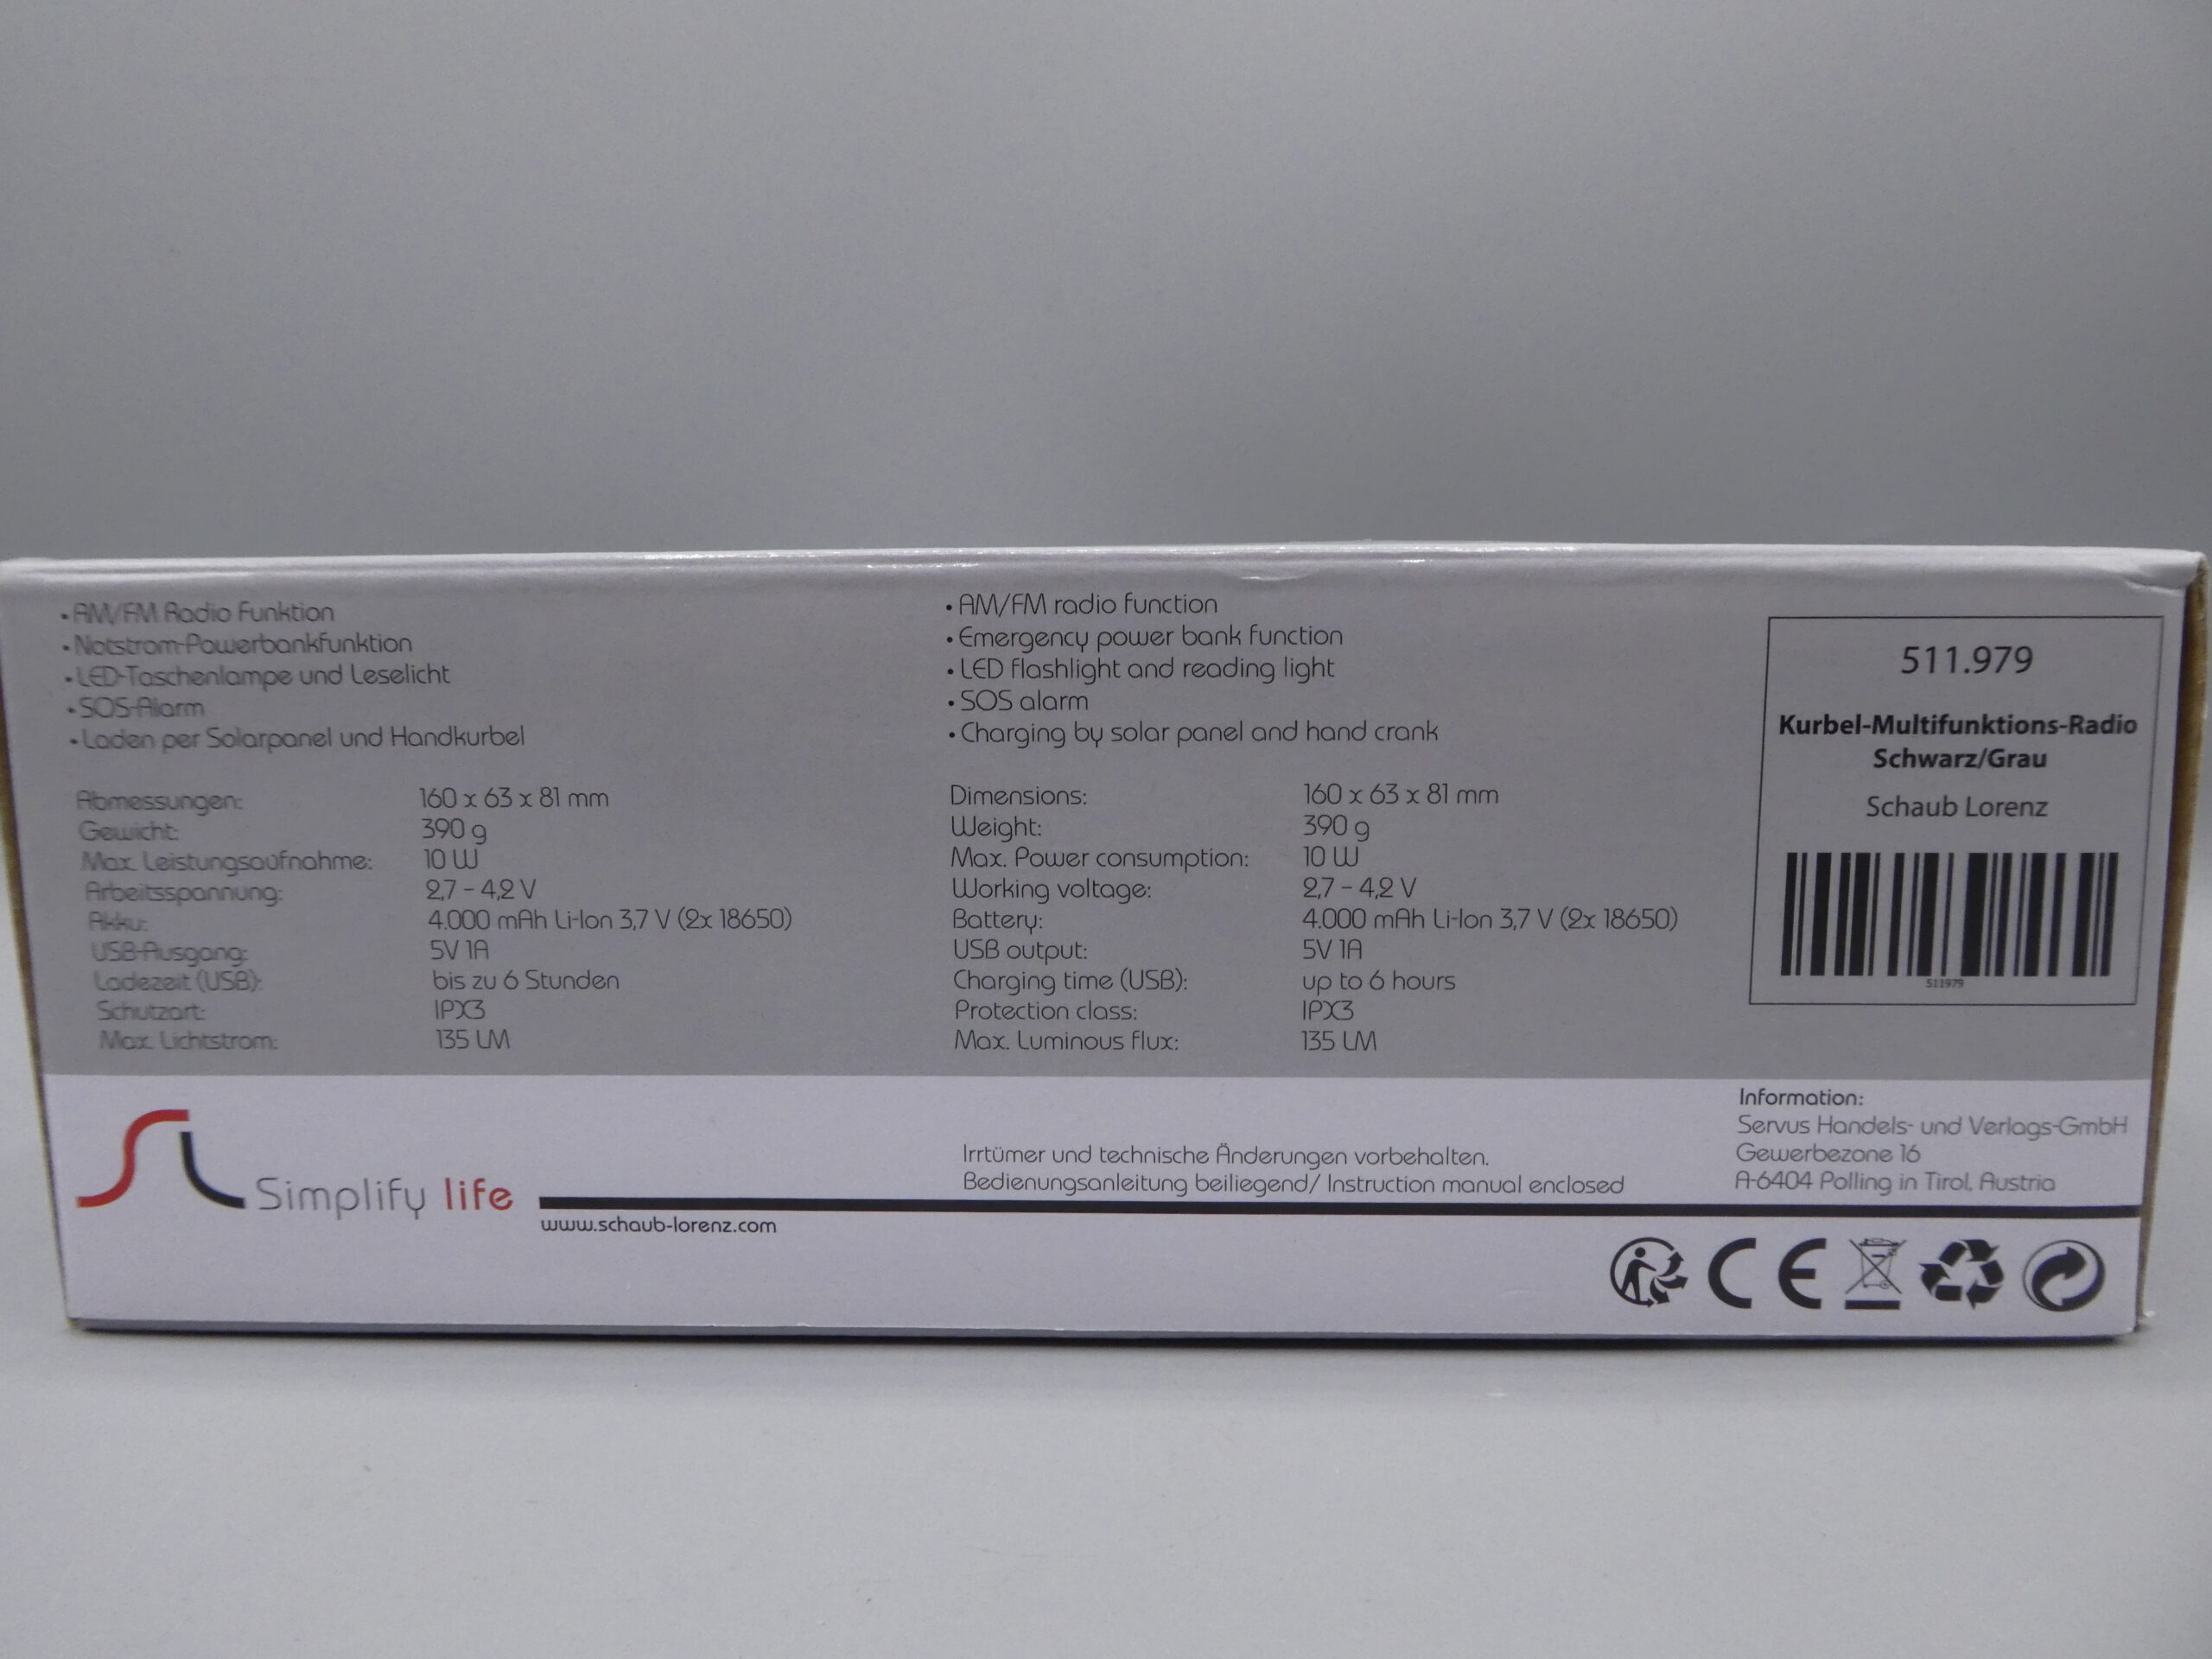 • AM/FM Radio Funktion
• Notstrom-Powerbankfunktion
• LED-Taschenlampe und Leselicht
• SOS-Alarm
• Laden per Solarpanel und Handkurbel
Abmessungen: 160 x 63 x 81 mm
Gewicht: 390 g
Max. Leistungsaufnahme: 10 W
Arbeitsspannung: 2,7 - 4,2 V
Akku: 4.000 mAh Li-Ion 3,7 V (2x 18650)
USB-Ausgang: 5V 1A
Ladezeit (USB): bis zu 6 Stunden
Schutzart: IPX3
Max. Lichtstrom: 135 LM
• AM/FM radio function
• Emergency power bank function
• LED flashlight and reading light
• SOS alarm
• Charging by solar panel and hand crank
Dimensions: 160 x 63 x 81 mm
Weight: 390 g
Max. Power consumption: 10 W
Working voltage: 2,7 - 4,2 V
Battery: 4.000 mAh Li-Ion 3,7 V (2x 18650)
USB output: 5V 1A
Charging time (USB): up to 6 hours
Protection class: IPX3
Max. Luminous flux: 135 LM
511.979
Kurbel-Multifunktions-Radio
Schwarz/Grau
Schaub Lorenz
511979
SL Simplify life
www.schaub-lorenz.com
Irrtümer und technische Änderungen vorbehalten.
Bedienungsanleitung beiliegend/ Instruction manual enclosed
Information:
Servus Handels- und Verlags-GmbH
Gewerbezone 16
A-6404 Polling in Tirol, Austria
CE